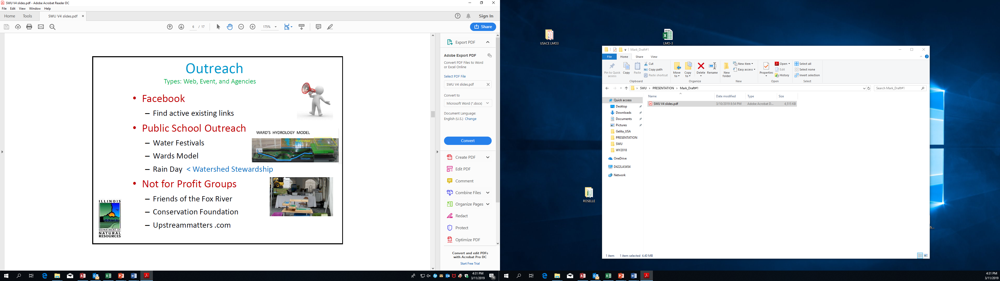 SWU V4 slides.pdf - Adobe Acrobat Reader DC
File Edit View Window Help
Home Tools SWU V4 slides.pdf Sign In
6 / 17 175% Share
Outreach
Types: Web, Event, and Agencies
• Facebook
– Find active existing links
• Public School Outreach
WARD'S HYDROLOGY MODEL
Watershed
Stream
– Water Festivals
– Wards Model
– Rain Day < Watershed Stewardship
• Not for Profit Groups
– Friends of the Fox River
– Conservation Foundation
– Upstreammatters .com
ILLINOIS
DEPARTMENT OF
NATURAL
RESOURCES
Export PDF
Adobe Export PDF
Convert PDF Files to Word
or Excel Online
Select PDF File
SWU V4 slides.pdf
Convert to
Microsoft Word (*.docx)
Document Language:
English (U.S.) Change
Convert
Create PDF
Edit PDF
Comment
Combine Files
Organize Pages
Redact
Protect
Optimize PDF
Convert and edit PDFs
with Acrobat Pro DC
Start Free Trial
4:31 PM
3/11/2019
16
USACE LMO3
LMO-3
ROSELLE
Mark_Draft#1
File Home Share View
Pin to Quick
access
Copy
Paste
Cut
Copy path
Paste shortcut
Clipboard
Move
to
Copy
to
Delete
Rename
Organize
New
folder
New item
Easy access
New
Properties
Open
Edit
History
Open
Select all
Select none
Invert selection
Select
SWU › PRESENTATION › Mark_Draft#1
Search Mark_Draft#1
Name Date modified Type Size
SWU V4 slides.pdf 3/10/2019 8:54 PM Adobe Acrobat D... 4,515 KB
Quick access
Desktop
Downloads
Documents
Pictures
Gelita_USA
PRESENTATION
SWU
WY2018
OneDrive
D422LA5454
Network
1 item 1 item selected 4.40 MB
&...
4:31 PM
3/11/2019